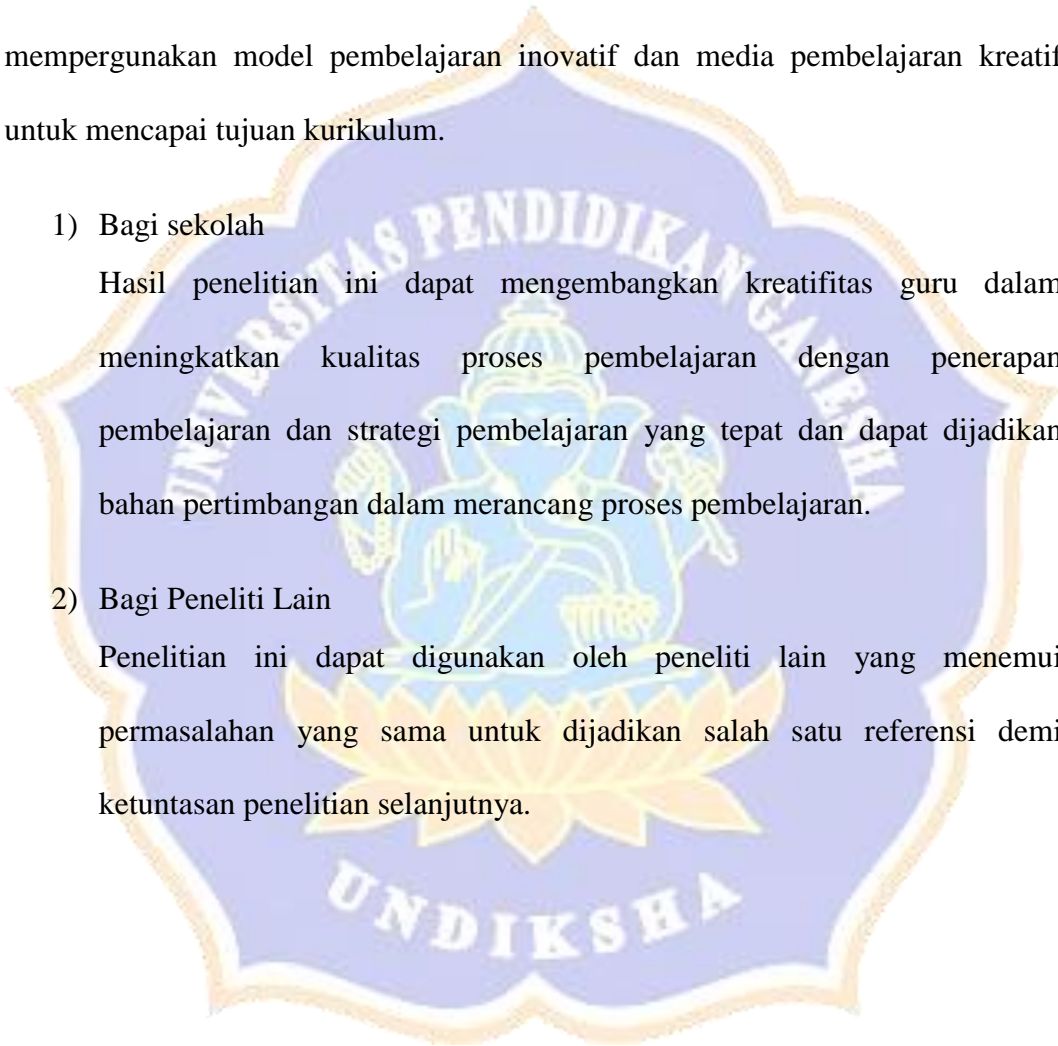 mempergunakan model pembelajaran inovatif dan media pembelajaran kreatif
untuk mencapai tujuan kurikulum.
1) Bagi sekolah
Hasil penelitian ini dapat mengembangkan kreatifitas guru dalam
meningkatkan kualitas proses pembelajaran dengan penerapan
pembelajaran dan strategi pembelajaran yang tepat dan dapat dijadikan
bahan pertimbangan dalam merancang proses pembelajaran.
2) Bagi Peneliti Lain
Penelitian ini dapat digunakan oleh peneliti lain yang menemui
permasalahan yang sama untuk dijadikan salah satu referensi demi
ketuntasan penelitian selanjutnya.
UNIVERSITAS PENDIDIKAN GANESHA
UNDIKSHA